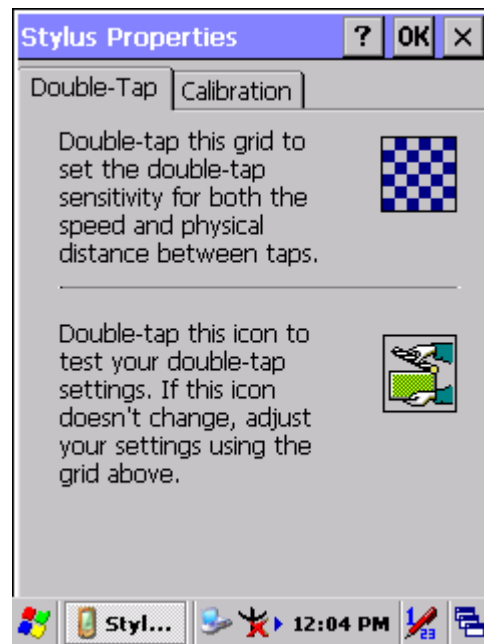 Stylus Properties ? OK ×
Double-Tap Calibration
Double-tap this grid to
set the double-tap
sensitivity for both the
speed and physical
distance between taps.
Double-tap this icon to
test your double-tap
settings. If this icon
doesn't change, adjust
your settings using the
grid above.
Styl... 12:04 PM 1/23